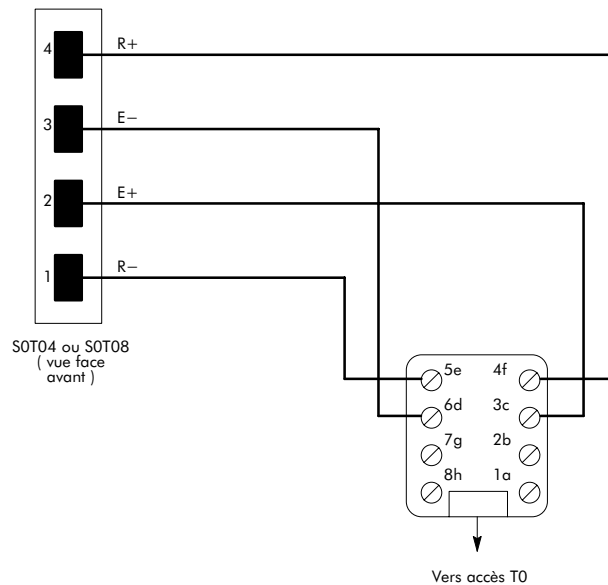 4 R+
3 E−
2 E+
1 R−
S0T04 ou S0T08
( vue face
avant )
5e 4f
6d 3c
7g 2b
8h 1a
Vers accès T0